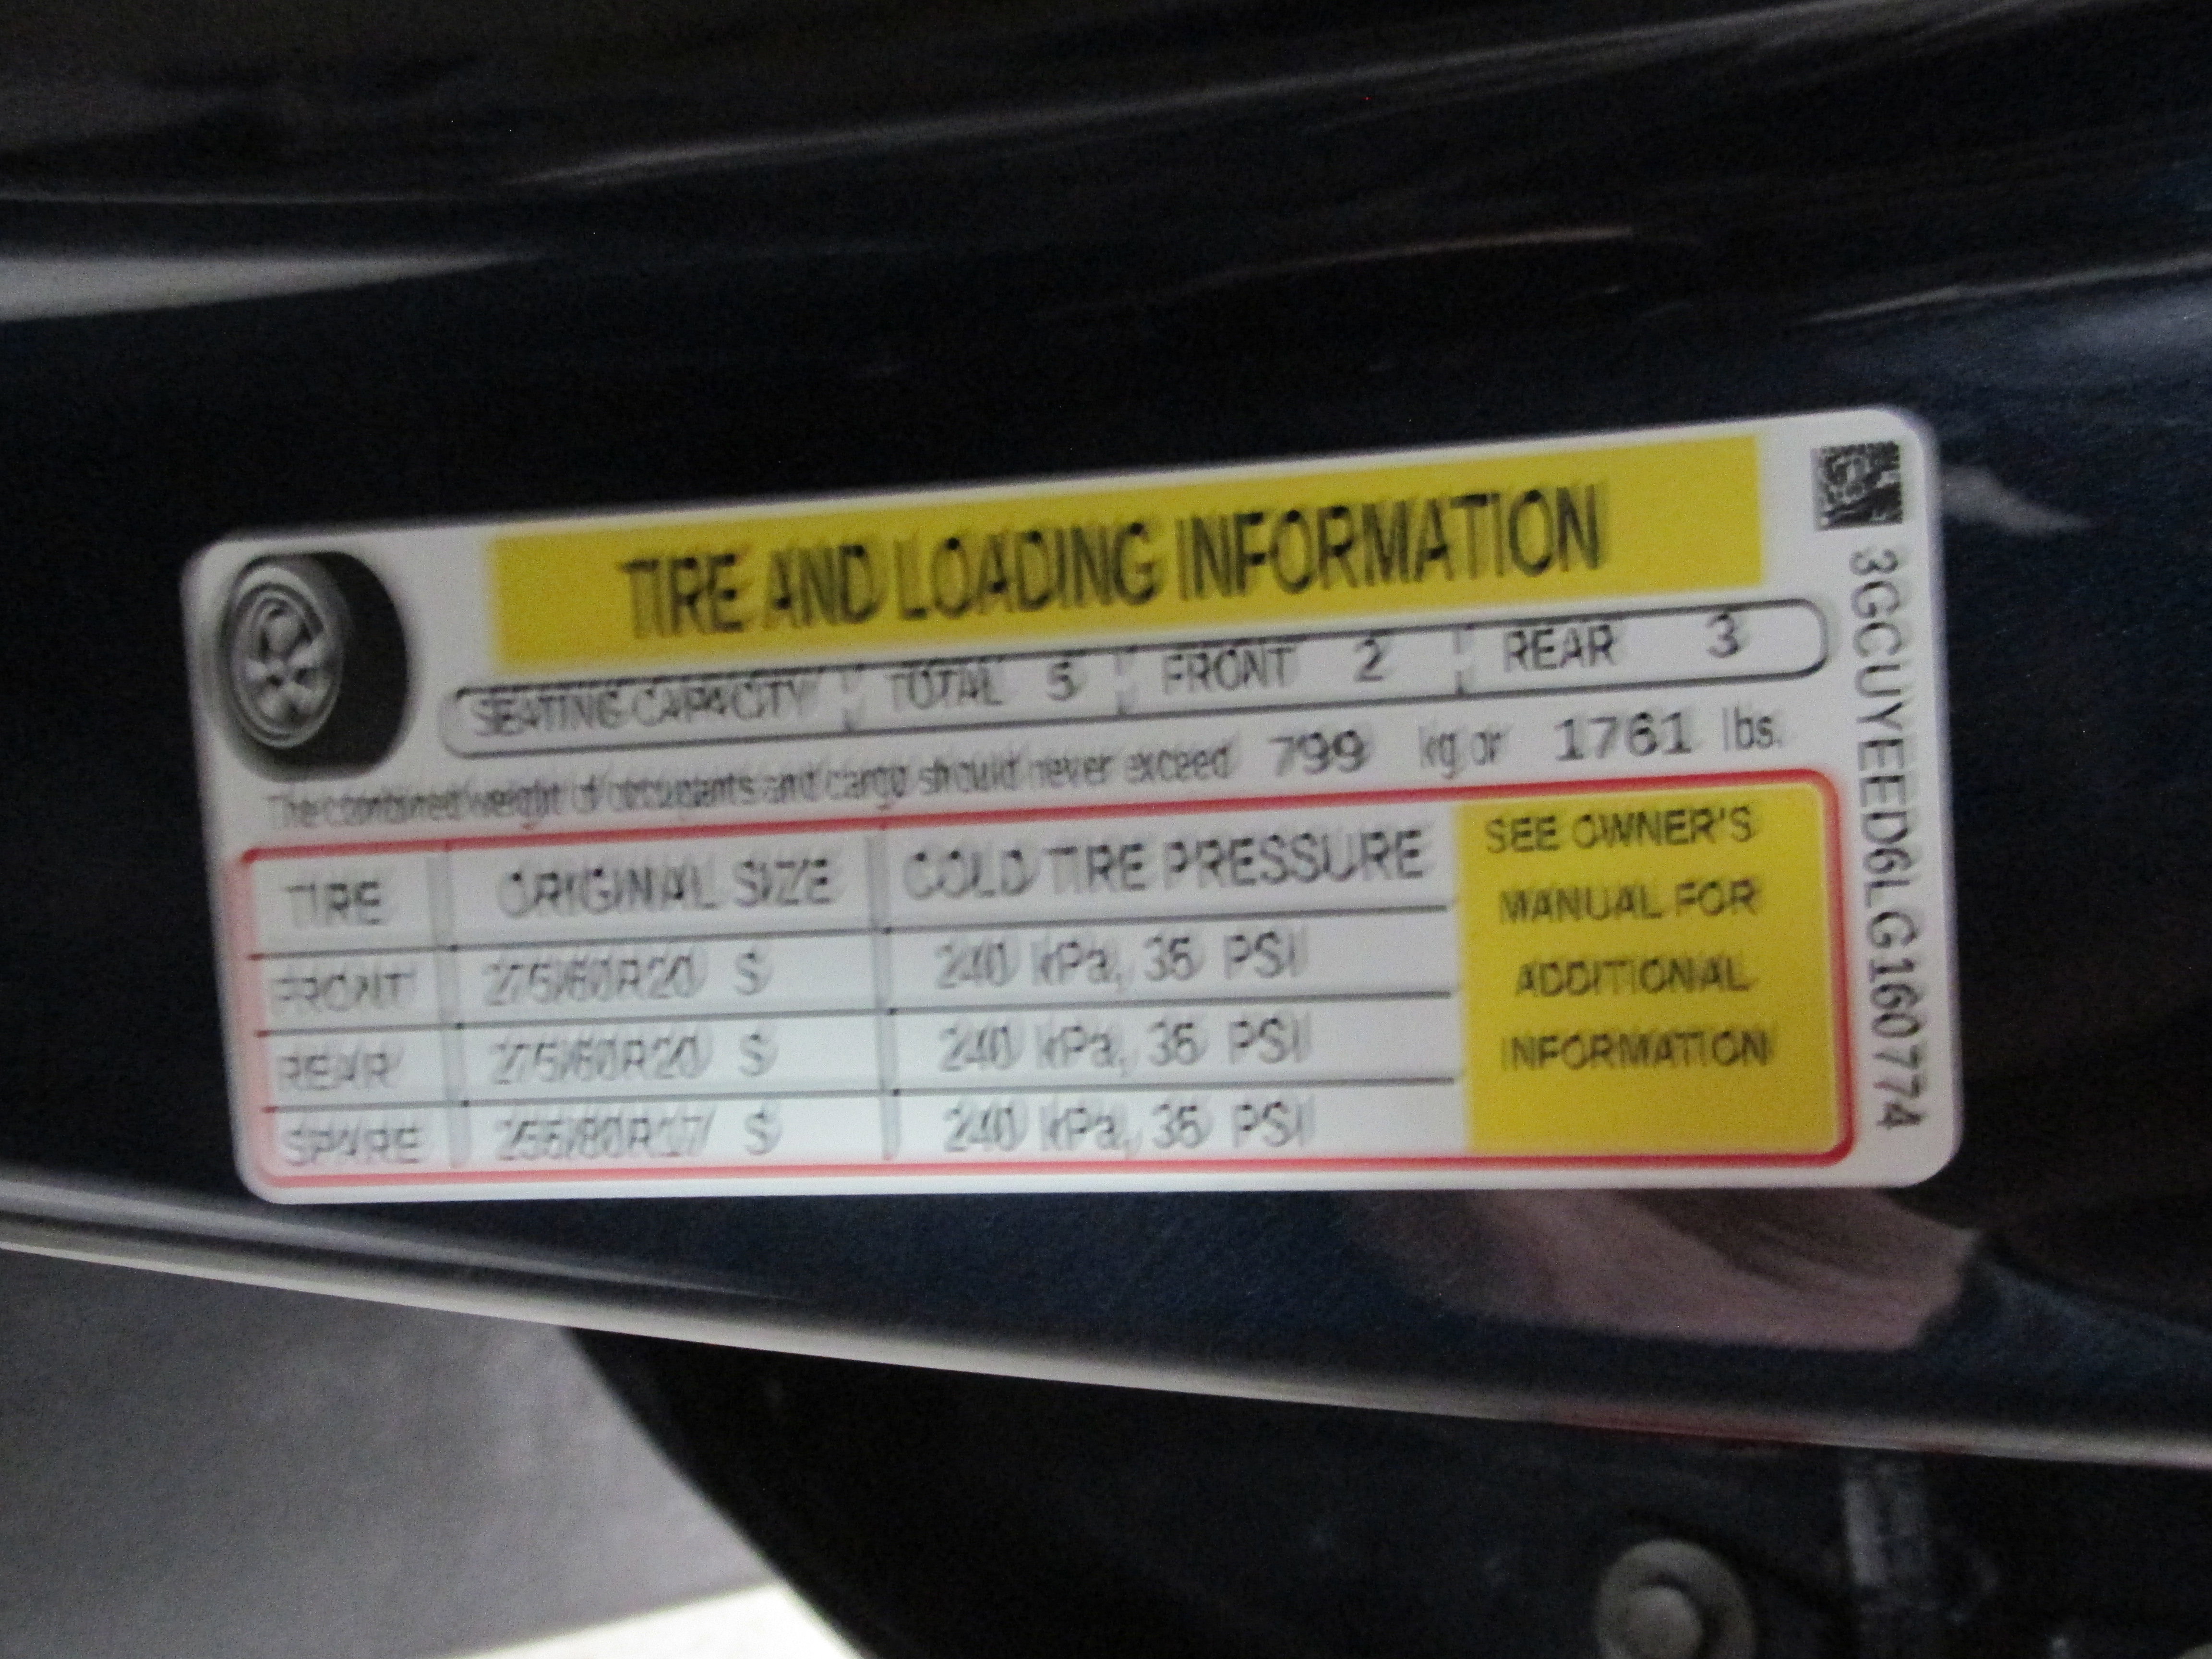 TIRE AND LOADING INFORMATION
SEATING CAPACITY TOTAL 5 FRONT 2 REAR 3
The combined weight of occupants and cargo should never exceed 799 kg or 1761 lbs.
TIRE ORIGINAL SIZE COLD TIRE PRESSURE
FRONT 275/60R20 S 240 kPa, 35 PSI
REAR 275/60R20 S 240 kPa, 35 PSI
SPARE 255/80R17 S 240 kPa, 35 PSI
SEE OWNER'S
MANUAL FOR
ADDITIONAL
INFORMATION
3GCUYEED6LG160774